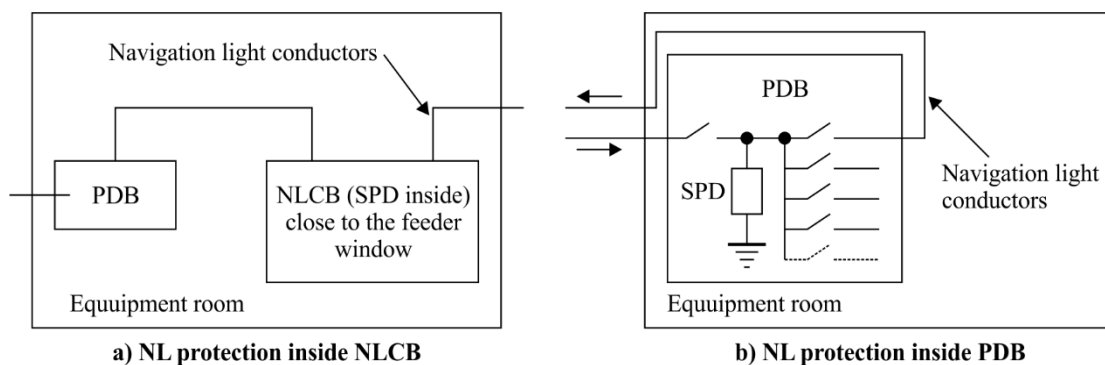 Navigation light conductors
PDB
NLCB (SPD inside)
close to the feeder
window
Equuipment room
a) NL protection inside NLCB
PDB
SPD
Navigation light
conductors
Equuipment room
b) NL protection inside PDB